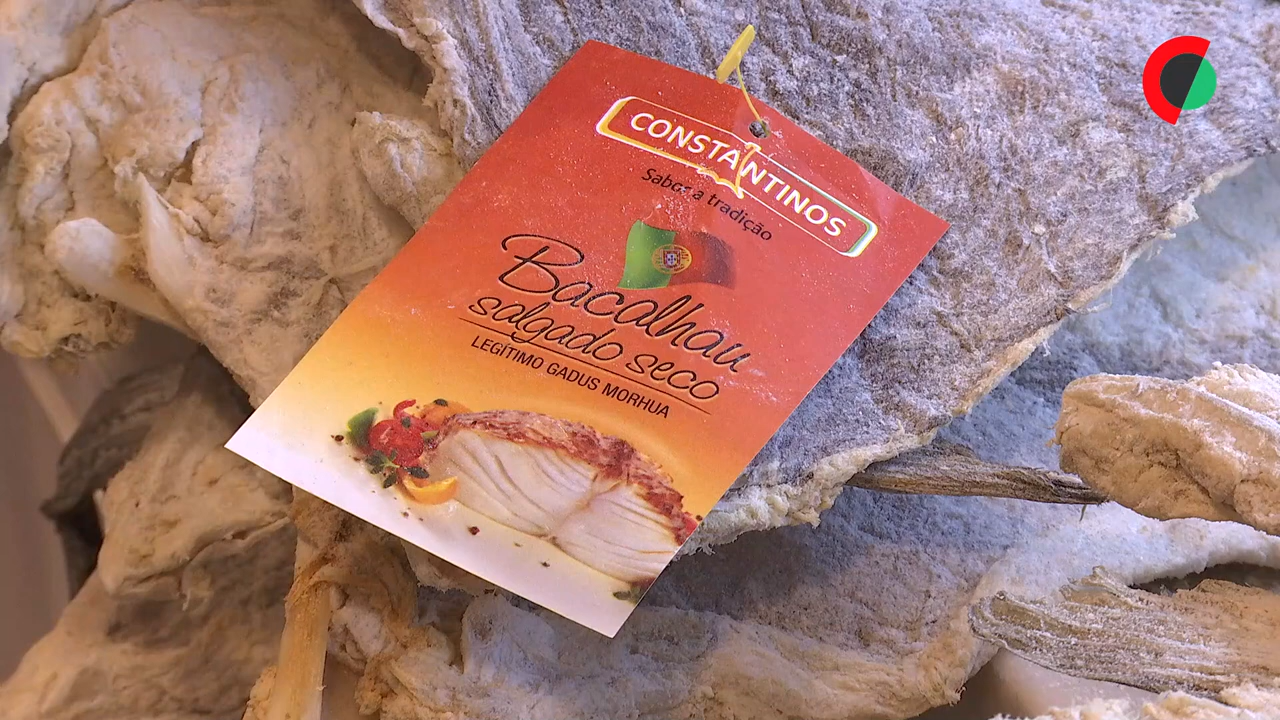 CONSTANTINOS
Sabor a tradição
Bacalhau
salgado seco
LEGÍTIMO GADUS MORHUA